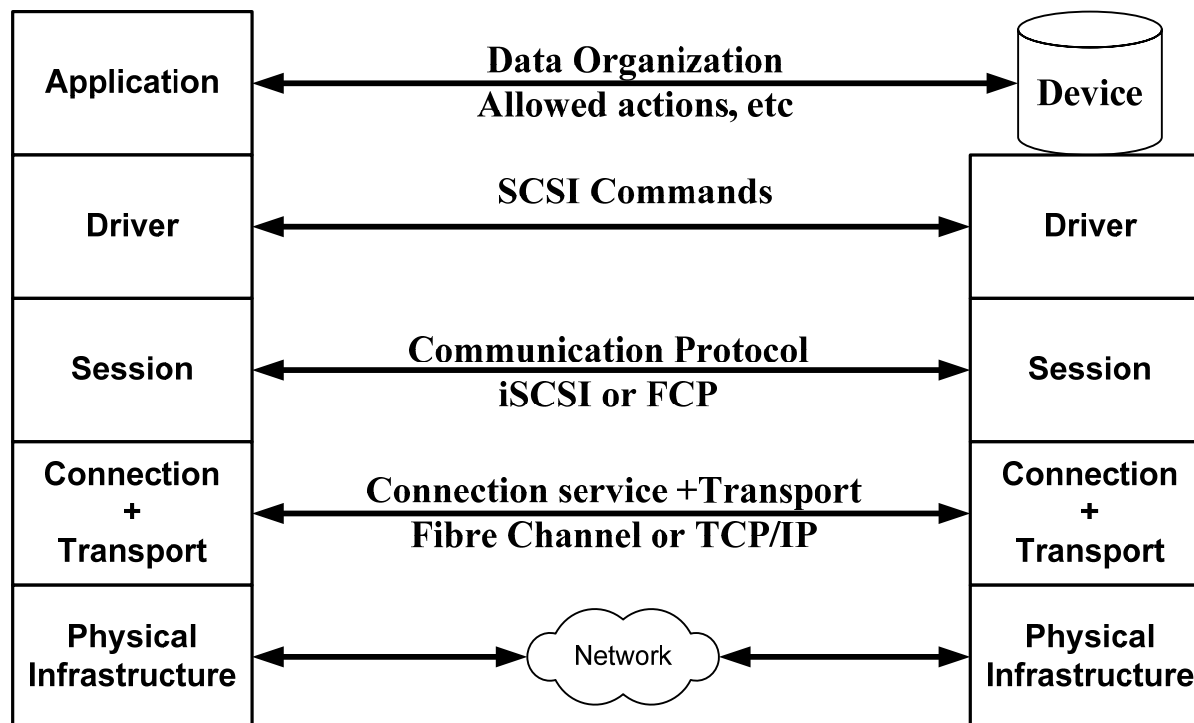 Application
Data Organization
Allowed actions, etc
Device
Driver
SCSI Commands
Driver
Session
Communication Protocol
iSCSI or FCP
Session
Connection
+
Transport
Connection service +Transport
Fibre Channel or TCP/IP
Connection
+
Transport
Physical
Infrastructure
Network
Physical
Infrastructure